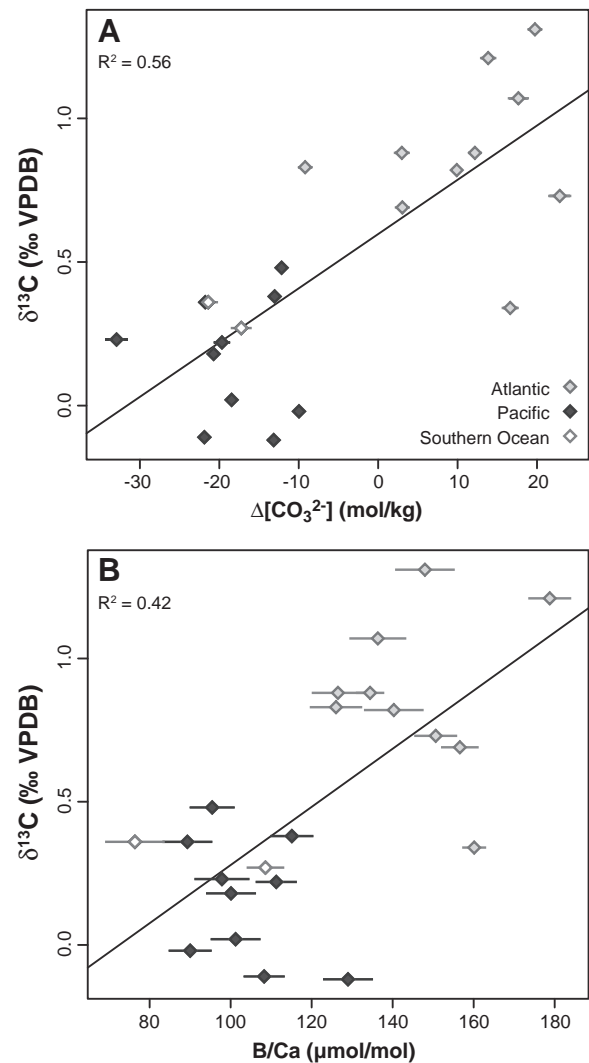 A
R² = 0.56
δ¹³C (‰ VPDB)
1.0
0.5
0.0
Atlantic
Pacific
Southern Ocean
-30 -20 -10 0 10 20
Δ[CO₃²⁻] (mol/kg)
B
R² = 0.42
δ¹³C (‰ VPDB)
1.0
0.5
0.0
80 100 120 140 160 180
B/Ca (µmol/mol)